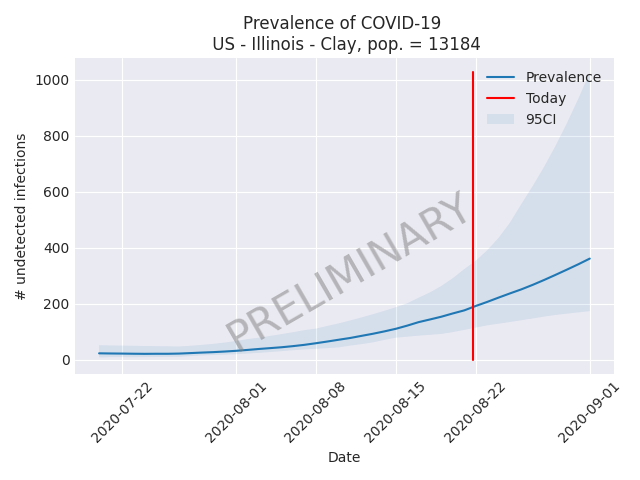 Prevalence of COVID-19
US - Illinois - Clay, pop. = 13184
# undetected infections
1000
800
600
400
200
0
Prevalence
Today
95CI
PRELIMINARY
2020-07-22
2020-08-01
2020-08-08
2020-08-15
2020-08-22
2020-09-01
Date